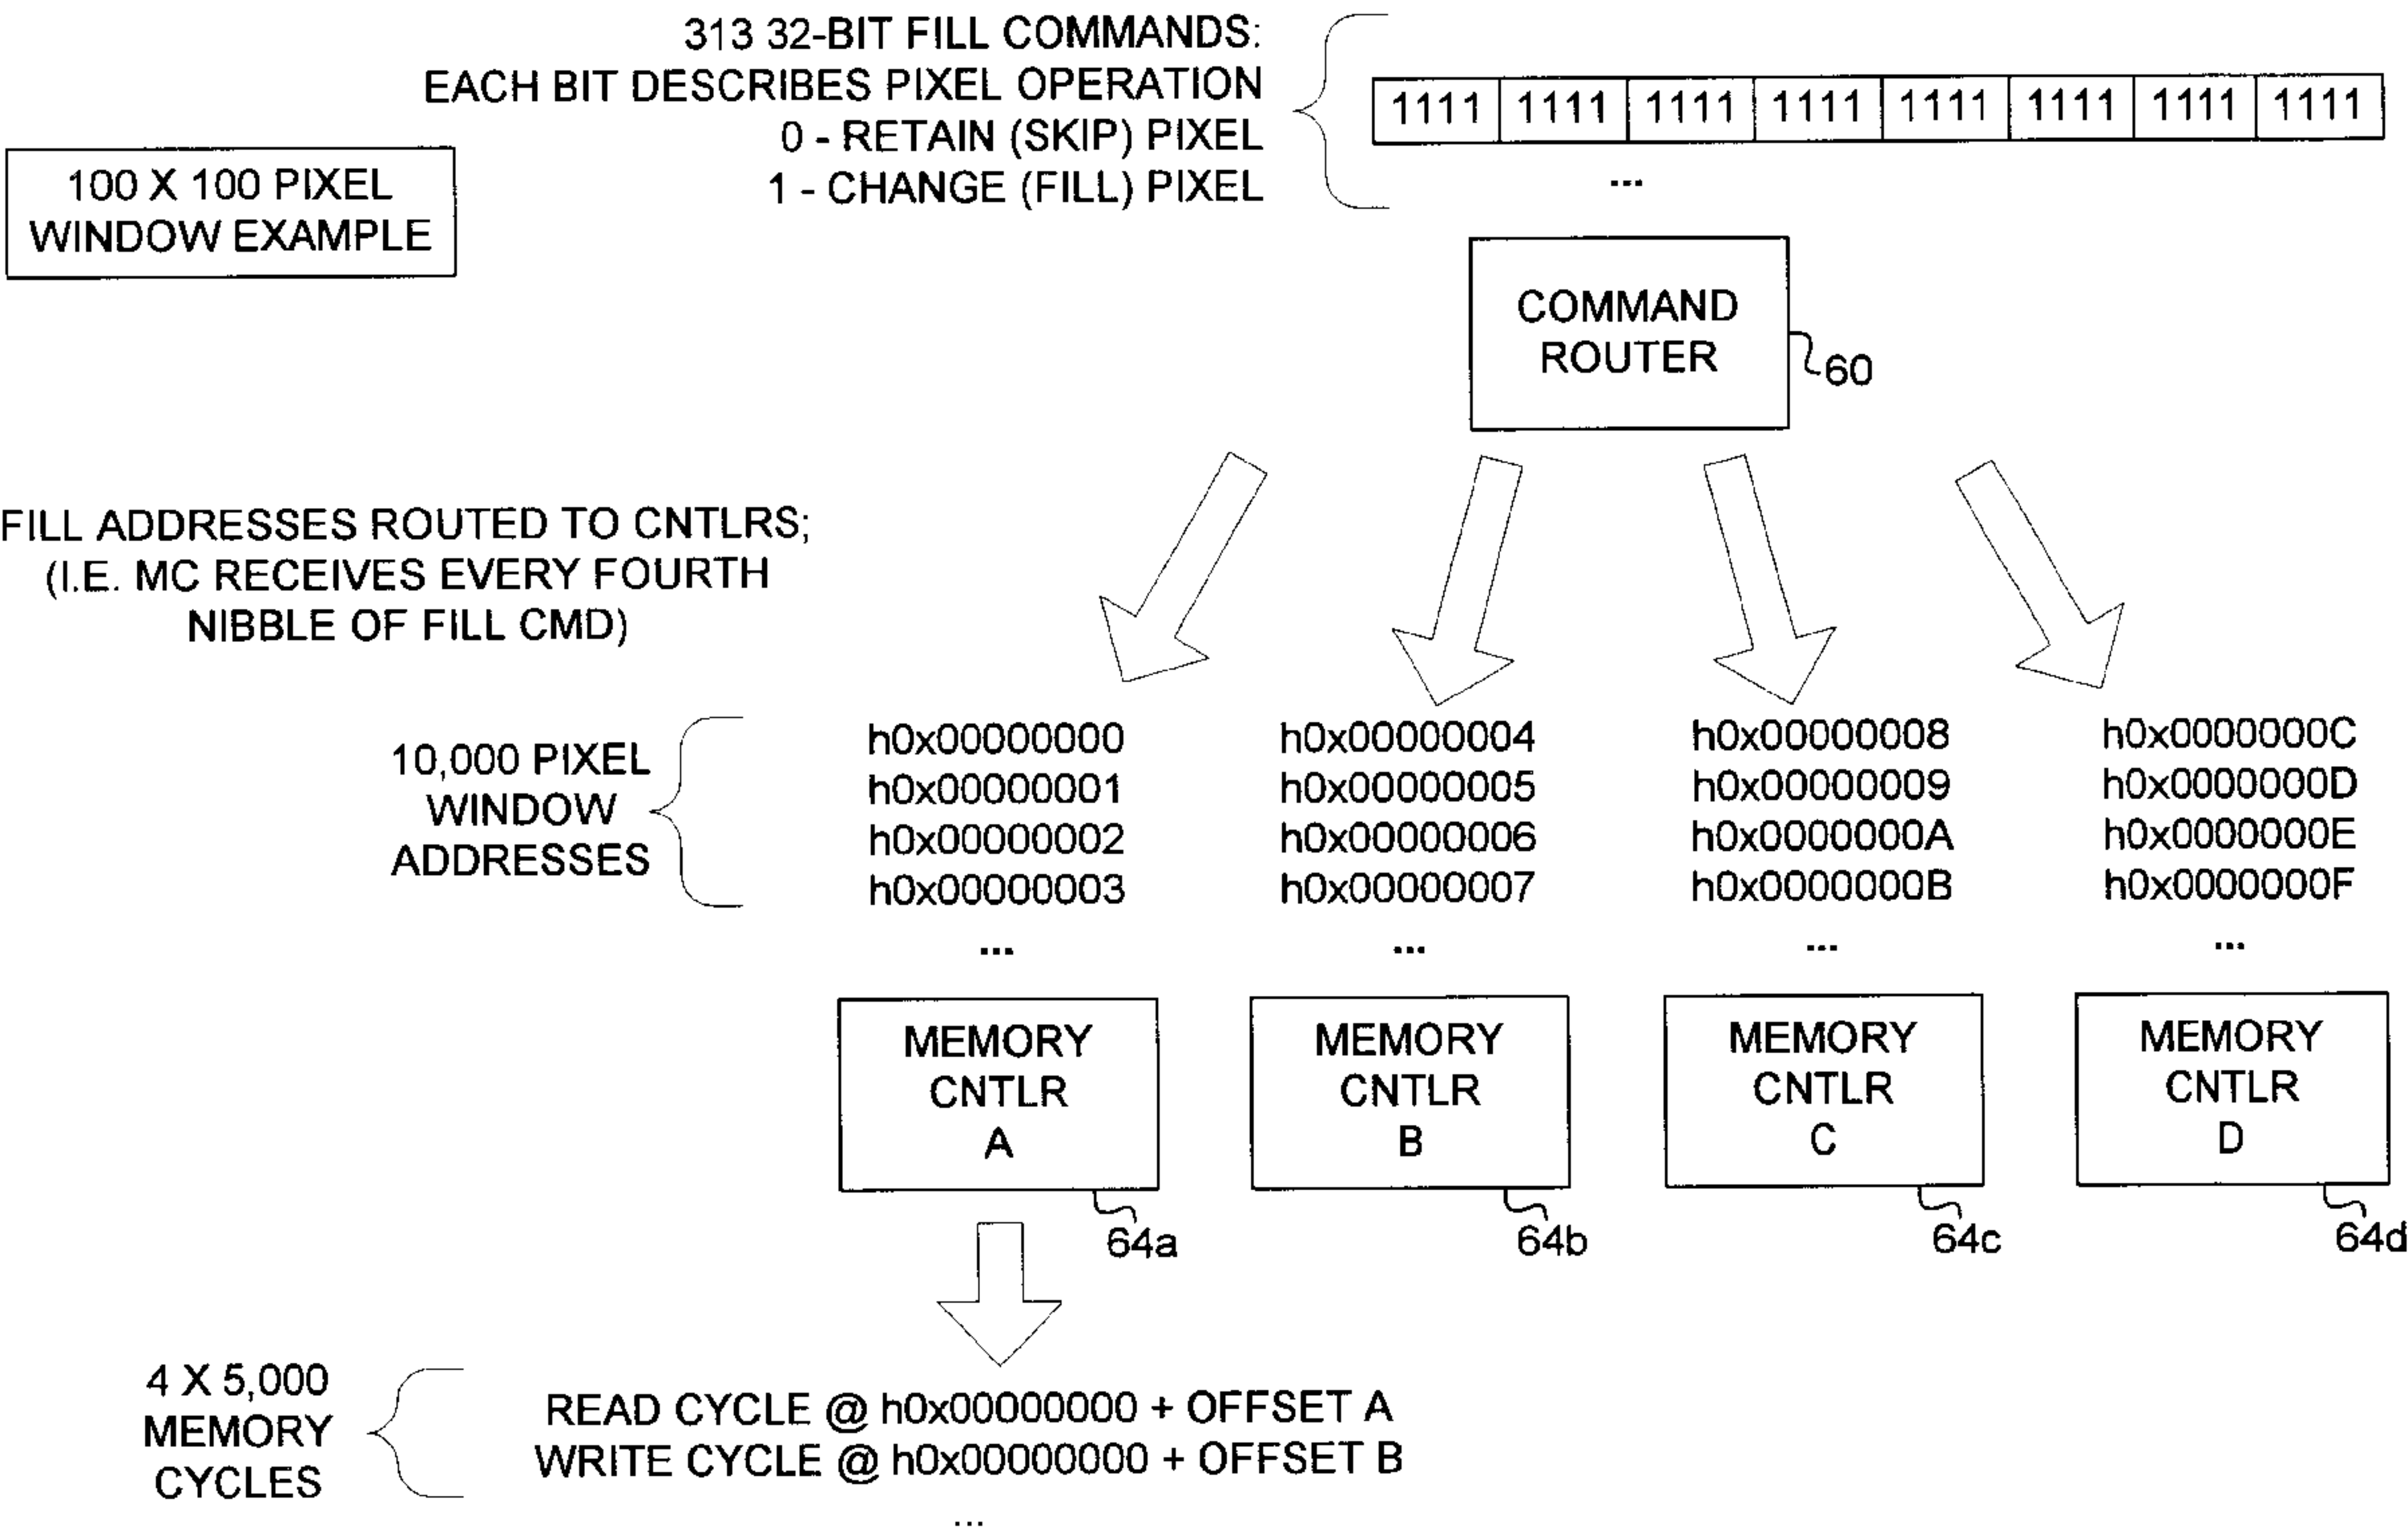 313 32-BIT FILL COMMANDS:
EACH BIT DESCRIBES PIXEL OPERATION
0 - RETAIN (SKIP) PIXEL
1 - CHANGE (FILL) PIXEL
1111 1111 1111 1111 1111 1111 1111 1111
...
100 X 100 PIXEL
WINDOW EXAMPLE
COMMAND
ROUTER
60
FILL ADDRESSES ROUTED TO CNTLRS;
(I.E. MC RECEIVES EVERY FOURTH
NIBBLE OF FILL CMD)
10,000 PIXEL
WINDOW
ADDRESSES
h0x00000000 h0x00000004 h0x00000008 h0x0000000C
h0x00000001 h0x00000005 h0x00000009 h0x0000000D
h0x00000002 h0x00000006 h0x0000000A h0x0000000E
h0x00000003 h0x00000007 h0x0000000B h0x0000000F
... ... ... ...
MEMORY
CNTLR
A
64a
MEMORY
CNTLR
B
64b
MEMORY
CNTLR
C
64c
MEMORY
CNTLR
D
64d
4 X 5,000
MEMORY
CYCLES
READ CYCLE @ h0x00000000 + OFFSET A
WRITE CYCLE @ h0x00000000 + OFFSET B
...